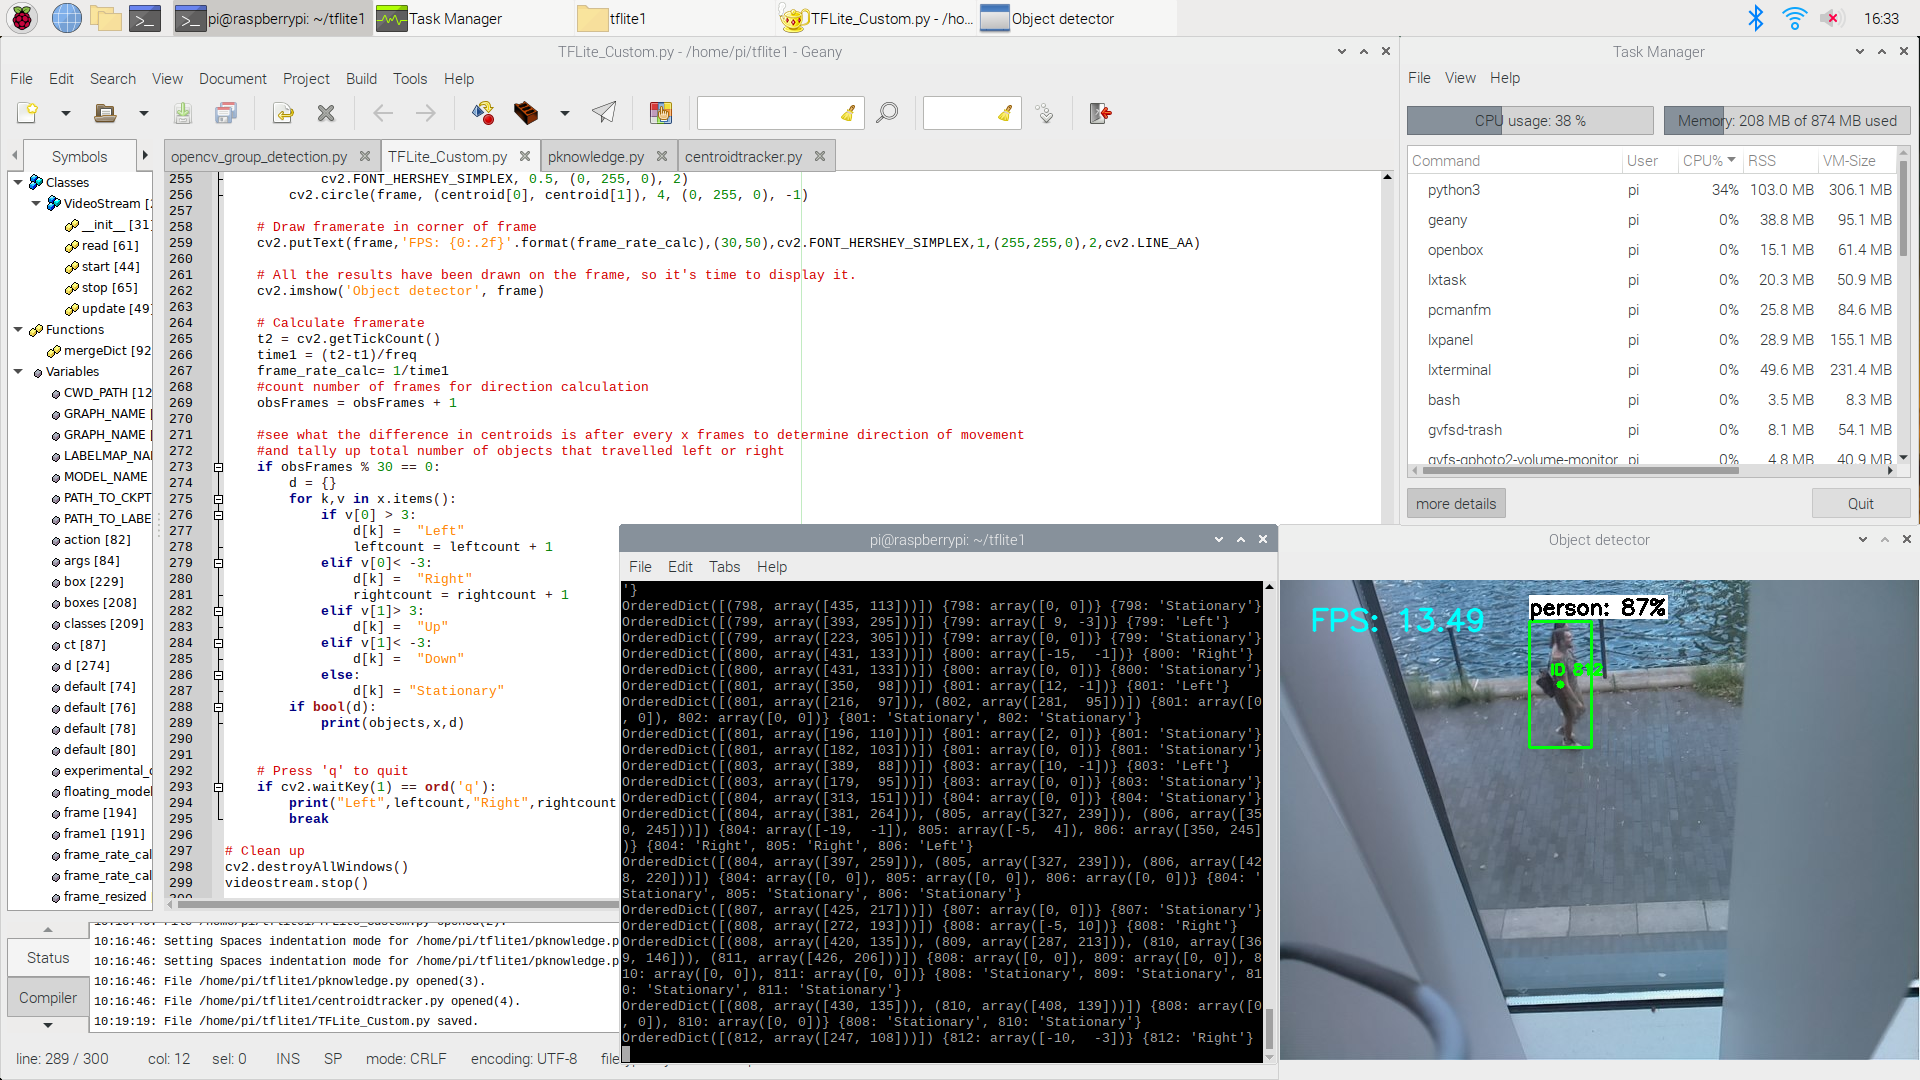 pi@raspberrypi: ~/tflite1
Task Manager
tflite1
TFLite_Custom.py - /ho...
Object detector
16:33
TFLite_Custom.py - /home/pi/tflite1 - Geany
File Edit Search View Document Project Build Tools Help
Symbols
opencv_group_detection.py
TFLite_Custom.py
pknowledge.py
centroidtracker.py
Classes
VideoStream [
__init__ [31]
read [61]
start [44]
stop [65]
update [49]
Functions
mergeDict [92
Variables
CWD_PATH [12
GRAPH_NAME [
GRAPH_NAME [
LABELMAP_NA
MODEL_NAME
PATH_TO_CKPT
PATH_TO_LABE
action [82]
args [84]
box [229]
boxes [208]
classes [209]
ct [87]
d [274]
default [74]
default [76]
default [78]
default [80]
experimental_
floating_model
frame [194]
frame1 [191]
frame_rate_cal
frame_rate_cal
frame_resized
255 cv2.FONT_HERSHEY_SIMPLEX, 0.5, (0, 255, 0), 2)
256 cv2.circle(frame, (centroid[0], centroid[1]), 4, (0, 255, 0), -1)
257
258 # Draw framerate in corner of frame
259 cv2.putText(frame,'FPS: {0:.2f}'.format(frame_rate_calc),(30,50),cv2.FONT_HERSHEY_SIMPLEX,1,(255,255,0),2,cv2.LINE_AA)
260
261 # All the results have been drawn on the frame, so it's time to display it.
262 cv2.imshow('Object detector', frame)
263
264 # Calculate framerate
265 t2 = cv2.getTickCount()
266 time1 = (t2-t1)/freq
267 frame_rate_calc= 1/time1
268 #count number of frames for direction calculation
269 obsFrames = obsFrames + 1
270
271 #see what the difference in centroids is after every x frames to determine direction of movement
272 #and tally up total number of objects that travelled left or right
273 if obsFrames % 30 == 0:
274 d = {}
275 for k,v in x.items():
276 if v[0] > 3:
277 d[k] =  "Left"
278 leftcount = leftcount + 1
279 elif v[0]< -3:
280 d[k] =  "Right"
281 rightcount = rightcount + 1
282 elif v[1]> 3:
283 d[k] =  "Up"
284 elif v[1]< -3:
285 d[k] =  "Down"
286 else:
287 d[k] = "Stationary"
288 if bool(d):
289 print(objects,x,d)
290
291
292 # Press 'q' to quit
293 if cv2.waitKey(1) == ord('q'):
294 print("Left",leftcount,"Right",rightcount
295 break
296
297 # Clean up
298 cv2.destroyAllWindows()
299 videostream.stop()
Status
Compiler
10:16:46: File /home/pi/tflite1/TFLite_Custom.py opened(2).
10:16:46: Setting Spaces indentation mode for /home/pi/tflite1/pknowledge.p
10:16:46: Setting Spaces indentation mode for /home/pi/tflite1/pknowledge.p
10:16:46: File /home/pi/tflite1/pknowledge.py opened(3).
10:16:46: File /home/pi/tflite1/centroidtracker.py opened(4).
10:19:19: File /home/pi/tflite1/TFLite_Custom.py saved.
line: 289 / 300 col: 12 sel: 0 INS SP mode: CRLF encoding: UTF-8
pi@raspberrypi: ~/tflite1
File Edit Tabs Help
'}
OrderedDict([(798, array([435, 113]))]) {798: array([0, 0])} {798: 'Stationary'}
OrderedDict([(799, array([393, 295]))]) {799: array([ 9, -3])} {799: 'Left'}
OrderedDict([(799, array([223, 305]))]) {799: array([0, 0])} {799: 'Stationary'}
OrderedDict([(800, array([431, 133]))]) {800: array([-15,  -1])} {800: 'Right'}
OrderedDict([(800, array([431, 133]))]) {800: array([0, 0])} {800: 'Stationary'}
OrderedDict([(801, array([350,  98]))]) {801: array([12, -1])} {801: 'Left'}
OrderedDict([(801, array([216,  97])), (802, array([281,  95]))]) {801: array([0
, 0]), 802: array([0, 0])} {801: 'Stationary', 802: 'Stationary'}
OrderedDict([(801, array([196, 110]))]) {801: array([2, 0])} {801: 'Stationary'}
OrderedDict([(801, array([182, 103]))]) {801: array([0, 0])} {801: 'Stationary'}
OrderedDict([(803, array([389,  88]))]) {803: array([10, -1])} {803: 'Left'}
OrderedDict([(803, array([179,  95]))]) {803: array([0, 0])} {803: 'Stationary'}
OrderedDict([(804, array([313, 151]))]) {804: array([0, 0])} {804: 'Stationary'}
OrderedDict([(804, array([381, 264])), (805, array([327, 239])), (806, array([35
0, 245]))]) {804: array([-19,  -1]), 805: array([-5,  4]), 806: array([350, 245]
)} {804: 'Right', 805: 'Right', 806: 'Left'}
OrderedDict([(804, array([397, 259])), (805, array([327, 239])), (806, array([42
8, 220]))]) {804: array([0, 0]), 805: array([0, 0]), 806: array([0, 0])} {804: '
Stationary', 805: 'Stationary', 806: 'Stationary'}
OrderedDict([(807, array([425, 217]))]) {807: array([0, 0])} {807: 'Stationary'}
OrderedDict([(808, array([272, 193]))]) {808: array([-5, 10])} {808: 'Right'}
OrderedDict([(808, array([420, 135])), (809, array([287, 213])), (810, array([36
9, 146])), (811, array([426, 206]))]) {808: array([0, 0]), 809: array([0, 0]), 8
10: array([0, 0]), 811: array([0, 0])} {808: 'Stationary', 809: 'Stationary', 81
0: 'Stationary', 811: 'Stationary'}
OrderedDict([(808, array([430, 135])), (810, array([408, 139]))]) {808: array([0
, 0]), 810: array([0, 0])} {808: 'Stationary', 810: 'Stationary'}
OrderedDict([(812, array([247, 108]))]) {812: array([-10,  -3])} {812: 'Right'}
Task Manager
File View Help
CPU usage: 38 %
Memory: 208 MB of 874 MB used
Command User CPU% RSS VM-Size
python3 pi 34% 103.0 MB 306.1 MB
geany pi 0% 38.8 MB 95.1 MB
openbox pi 0% 15.1 MB 61.4 MB
lxtask pi 0% 20.3 MB 50.9 MB
pcmanfm pi 0% 25.8 MB 84.6 MB
lxpanel pi 0% 28.9 MB 155.1 MB
lxterminal pi 0% 49.6 MB 231.4 MB
bash pi 0% 3.5 MB 8.3 MB
gvfsd-trash pi 0% 8.1 MB 54.1 MB
gvfs-gphoto2-volume-monitor pi 0% 4.8 MB 40.9 MB
more details
Quit
Object detector
FPS: 13.49
person: 87%
ID 812